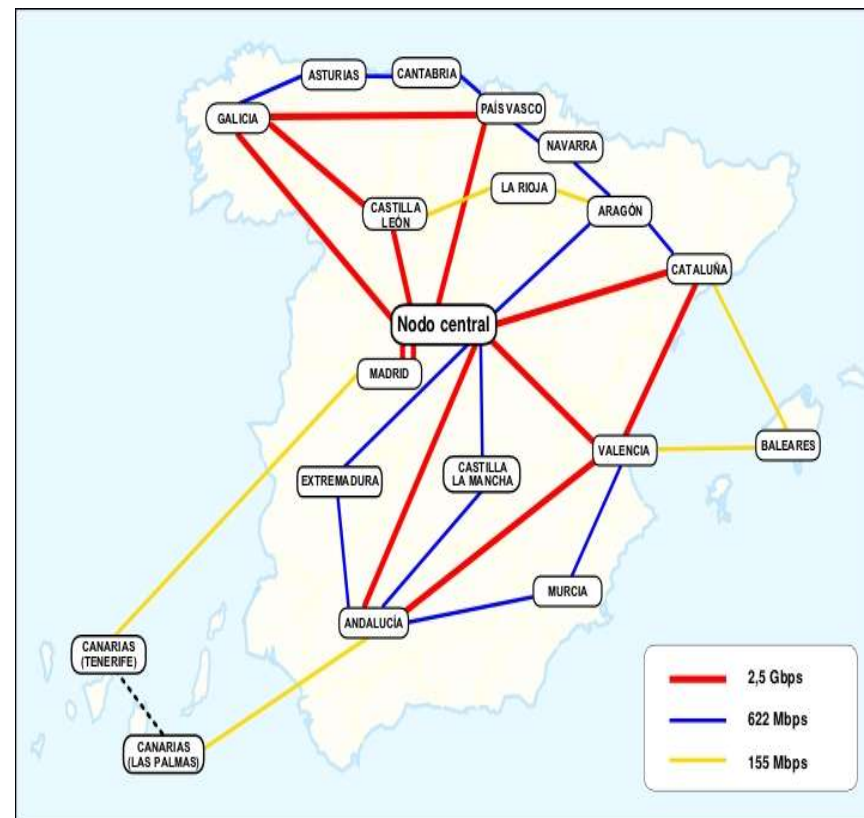 ASTURIAS
CANTABRIA
GALICIA
PAÍS VASCO
NAVARRA
LA RIOJA
CASTILLA
LEÓN
ARAGÓN
CATALUÑA
Nodo central
MADRID
VALENCIA
BALEARES
EXTREMADURA
CASTILLA
LA MANCHA
MURCIA
ANDALUCÍA
CANARIAS
(TENERIFE)
CANARIAS
(LAS PALMAS)
2,5 Gbps
622 Mbps
155 Mbps